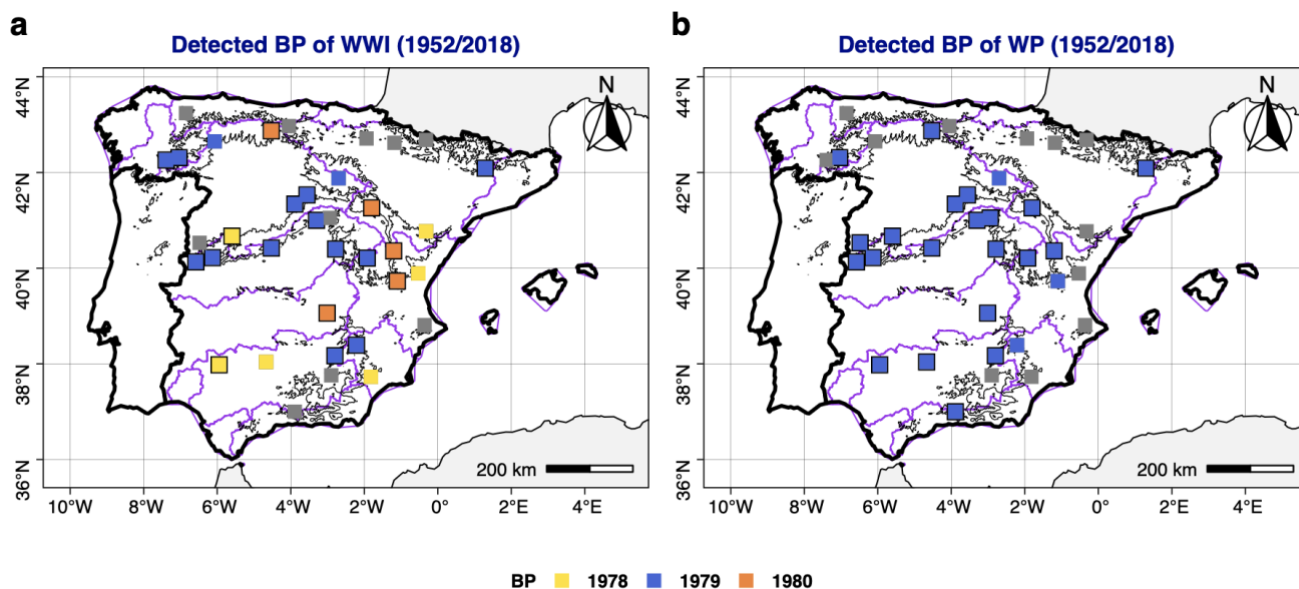 a
Detected BP of WWI (1952/2018)
N
44°N
42°N
40°N
38°N
36°N
200 km
10°W 8°W 6°W 4°W 2°W 0° 2°E 4°E
b
Detected BP of WP (1952/2018)
N
44°N
42°N
40°N
38°N
36°N
200 km
10°W 8°W 6°W 4°W 2°W 0° 2°E 4°E
BP 1978 1979 1980